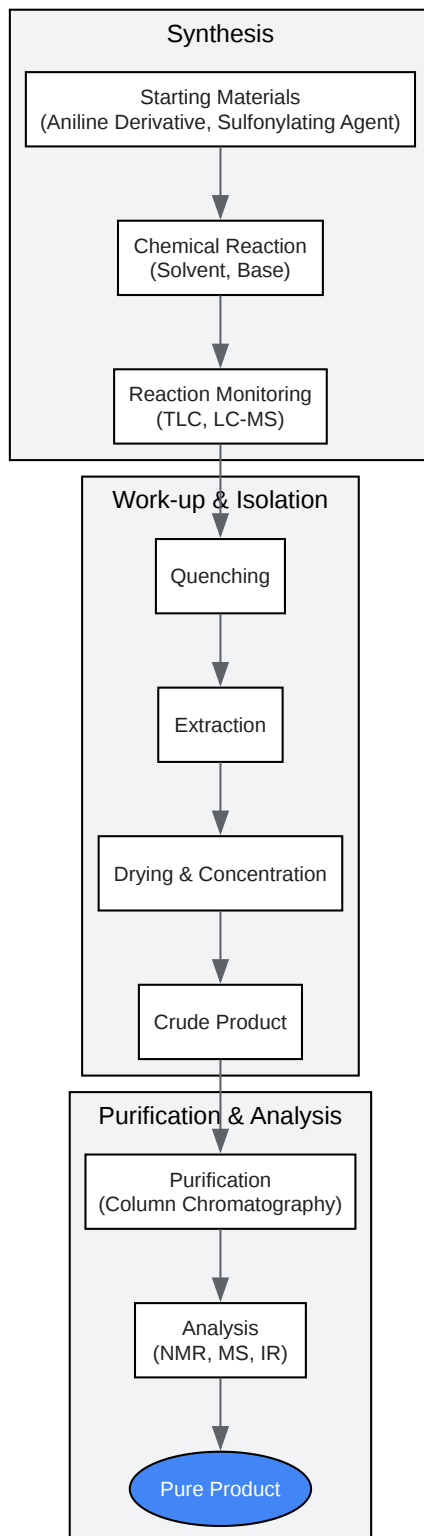 Synthesis
Starting Materials
(Aniline Derivative, Sulfonylating Agent)
Chemical Reaction
(Solvent, Base)
Reaction Monitoring
(TLC, LC-MS)
Work-up & Isolation
Quenching
Extraction
Drying & Concentration
Crude Product
Purification & Analysis
Purification
(Column Chromatography)
Analysis
(NMR, MS, IR)
Pure Product